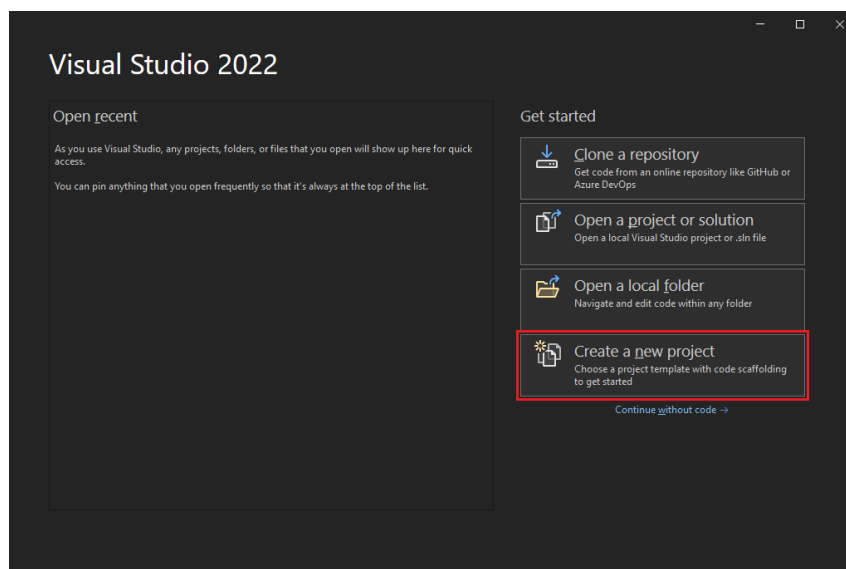 Visual Studio 2022
Open recent
As you use Visual Studio, any projects, folders, or files that you open will show up here for quick
access.
You can pin anything that you open frequently so that it's always at the top of the list.
Get started
Clone a repository
Get code from an online repository like GitHub or
Azure DevOps
Open a project or solution
Open a local Visual Studio project or .sln file
Open a local folder
Navigate and edit code within any folder
Create a new project
Choose a project template with code scaffolding
to get started
Continue without code →